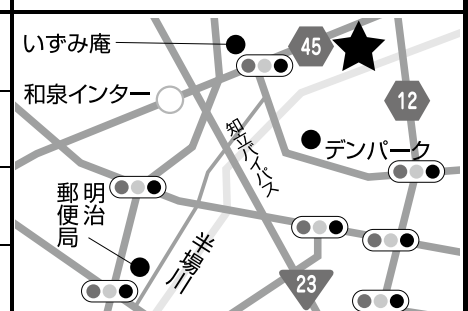 いずみ庵
45
和泉インター
12
知立バイパス
デンパーク
明治
郵便局
半場川
23